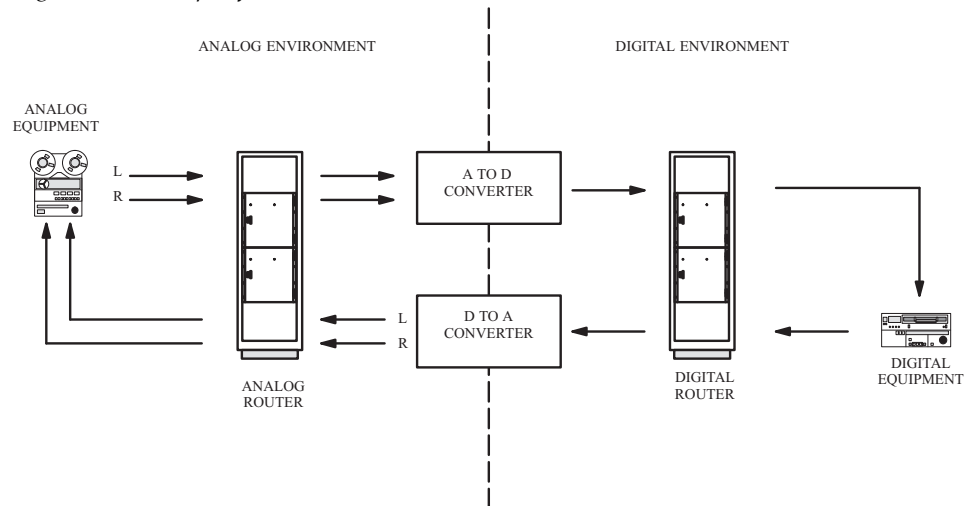 ANALOG ENVIRONMENT
DIGITAL ENVIRONMENT
ANALOG
EQUIPMENT
L
R
A TO D
CONVERTER
L
R
D TO A
CONVERTER
ANALOG
ROUTER
DIGITAL
ROUTER
DIGITAL
EQUIPMENT